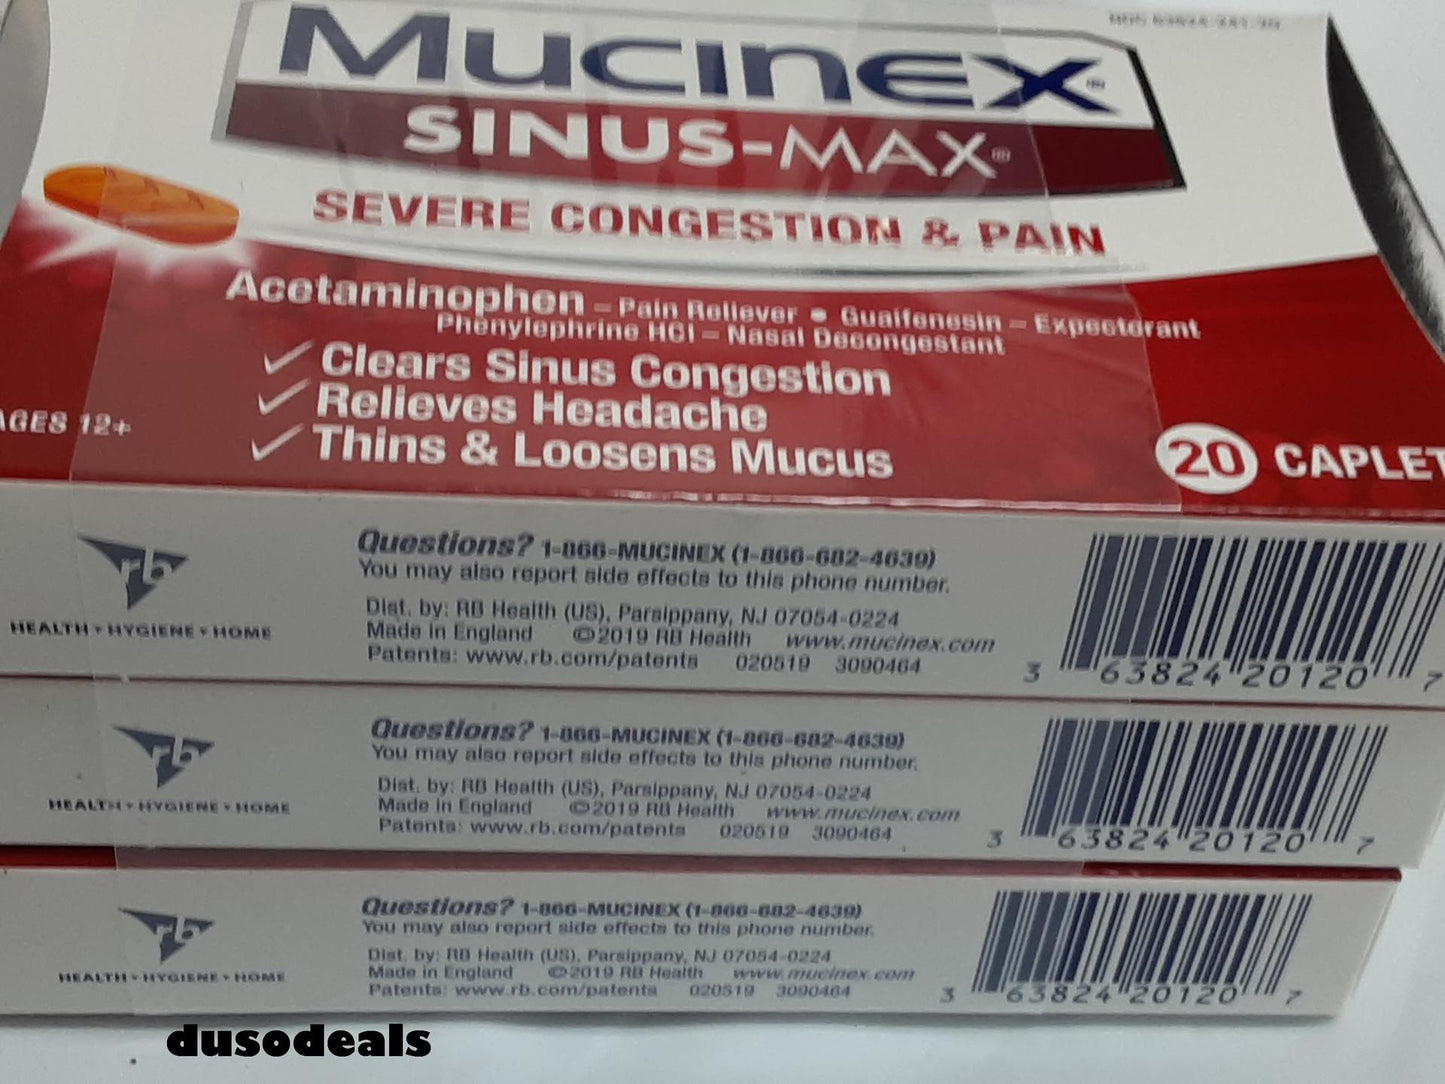 Mucinex®
SINUS-MAX®
SEVERE CONGESTION & PAIN
Acetaminophen – Pain Reliever • Guaifenesin – Expectorant
Phenylephrine HCl – Nasal Decongestant
✓ Clears Sinus Congestion
✓ Relieves Headache
✓ Thins & Loosens Mucus
AGES 12+
20 CAPLET
rb
HEALTH • HYGIENE • HOME
Questions? 1-866-MUCINEX (1-866-682-4639)
You may also report side effects to this phone number.
Dist. by: RB Health (US), Parsippany, NJ 07054-0224
Made in England ©2019 RB Health www.mucinex.com
Patents: www.rb.com/patents 020519 3090464
3 63824 20120 7
rb
HEALTH • HYGIENE • HOME
Questions? 1-866-MUCINEX (1-866-682-4639)
You may also report side effects to this phone number.
Dist. by: RB Health (US), Parsippany, NJ 07054-0224
Made in England ©2019 RB Health www.mucinex.com
Patents: www.rb.com/patents 020519 3090464
3 63824 20120 7
rb
HEALTH • HYGIENE • HOME
Questions? 1-866-MUCINEX (1-866-682-4639)
You may also report side effects to this phone number.
Dist. by: RB Health (US), Parsippany, NJ 07054-0224
Made in England ©2019 RB Health www.mucinex.com
Patents: www.rb.com/patents 020519 3090464
3 63824 20120 7
dusodeals